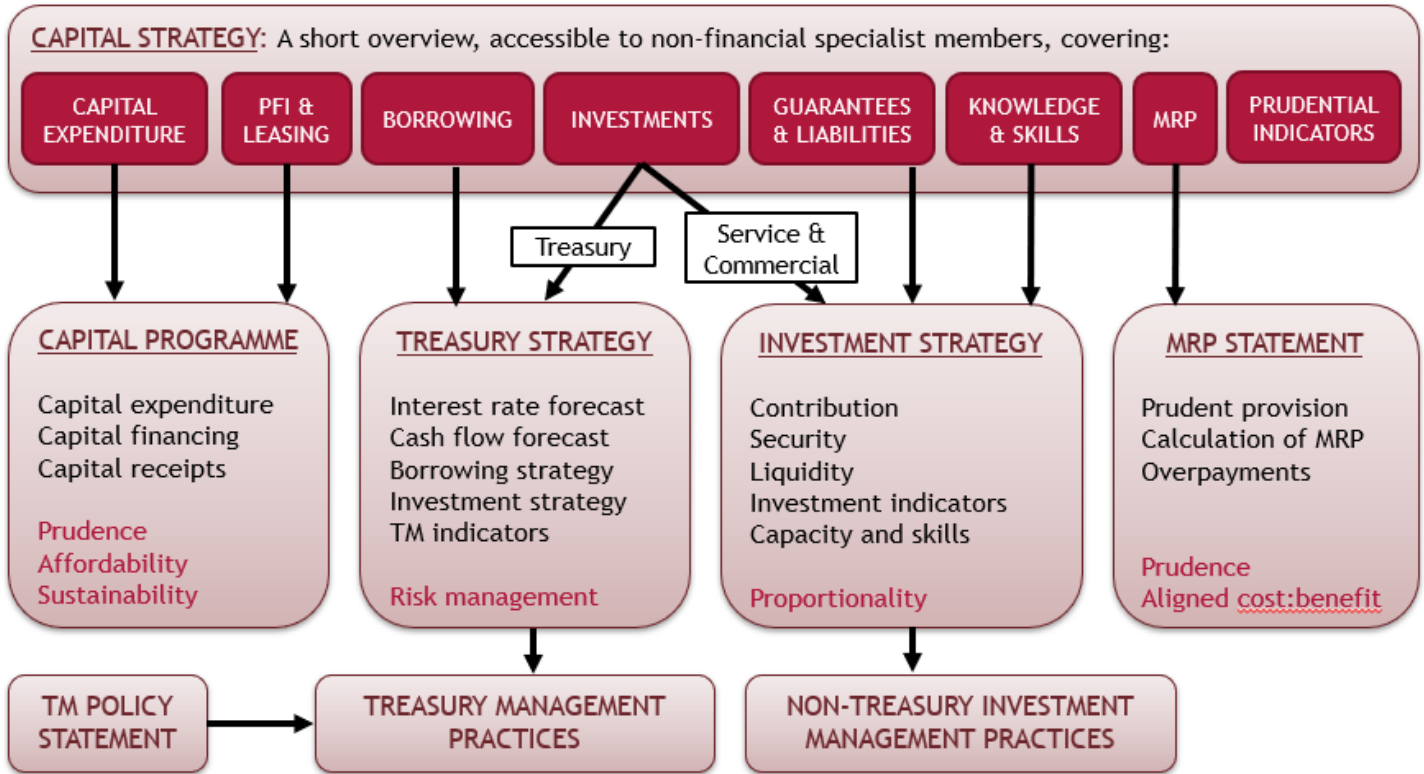 CAPITAL STRATEGY: A short overview, accessible to non-financial specialist members, covering:
CAPITAL
EXPENDITURE
PFI &
LEASING
BORROWING
INVESTMENTS
GUARANTEES
& LIABILITIES
KNOWLEDGE
& SKILLS
MRP
PRUDENTIAL
INDICATORS
Treasury
Service &
Commercial
CAPITAL PROGRAMME
Capital expenditure
Capital financing
Capital receipts
Prudence
Affordability
Sustainability
TREASURY STRATEGY
Interest rate forecast
Cash flow forecast
Borrowing strategy
Investment strategy
TM indicators
Risk management
INVESTMENT STRATEGY
Contribution
Security
Liquidity
Investment indicators
Capacity and skills
Proportionality
MRP STATEMENT
Prudent provision
Calculation of MRP
Overpayments
Prudence
Aligned cost:benefit
TM POLICY
STATEMENT
TREASURY MANAGEMENT
PRACTICES
NON-TREASURY INVESTMENT
MANAGEMENT PRACTICES